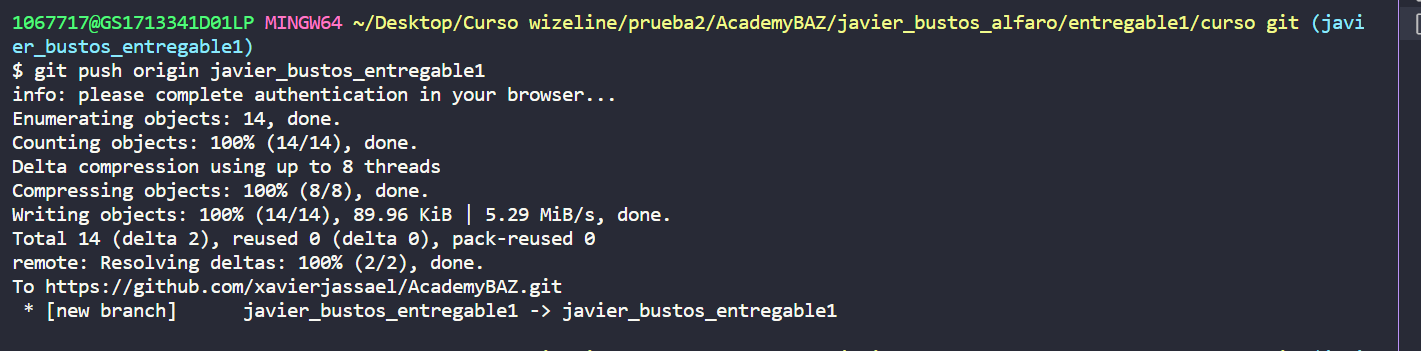 1067717@GS1713341D01LP MINGW64 ~/Desktop/Curso wizeline/prueba2/AcademyBAZ/javier_bustos_alfaro/entregable1/curso git (javi
er_bustos_entregable1)
$ git push origin javier_bustos_entregable1
info: please complete authentication in your browser...
Enumerating objects: 14, done.
Counting objects: 100% (14/14), done.
Delta compression using up to 8 threads
Compressing objects: 100% (8/8), done.
Writing objects: 100% (14/14), 89.96 KiB | 5.29 MiB/s, done.
Total 14 (delta 2), reused 0 (delta 0), pack-reused 0
remote: Resolving deltas: 100% (2/2), done.
To https://github.com/xavierjassael/AcademyBAZ.git
 * [new branch]      javier_bustos_entregable1 -> javier_bustos_entregable1